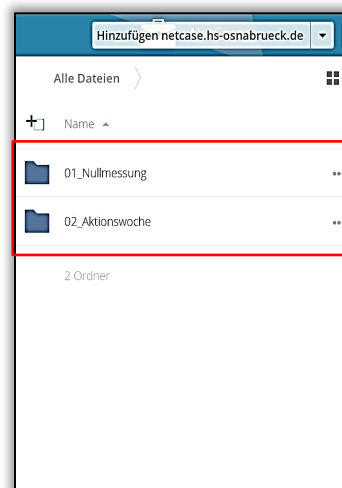 Hinzufügen netcase.hs-osnabrueck.de
Alle Dateien
Name
01_Nullmessung
02_Aktionswoche
2 Ordner